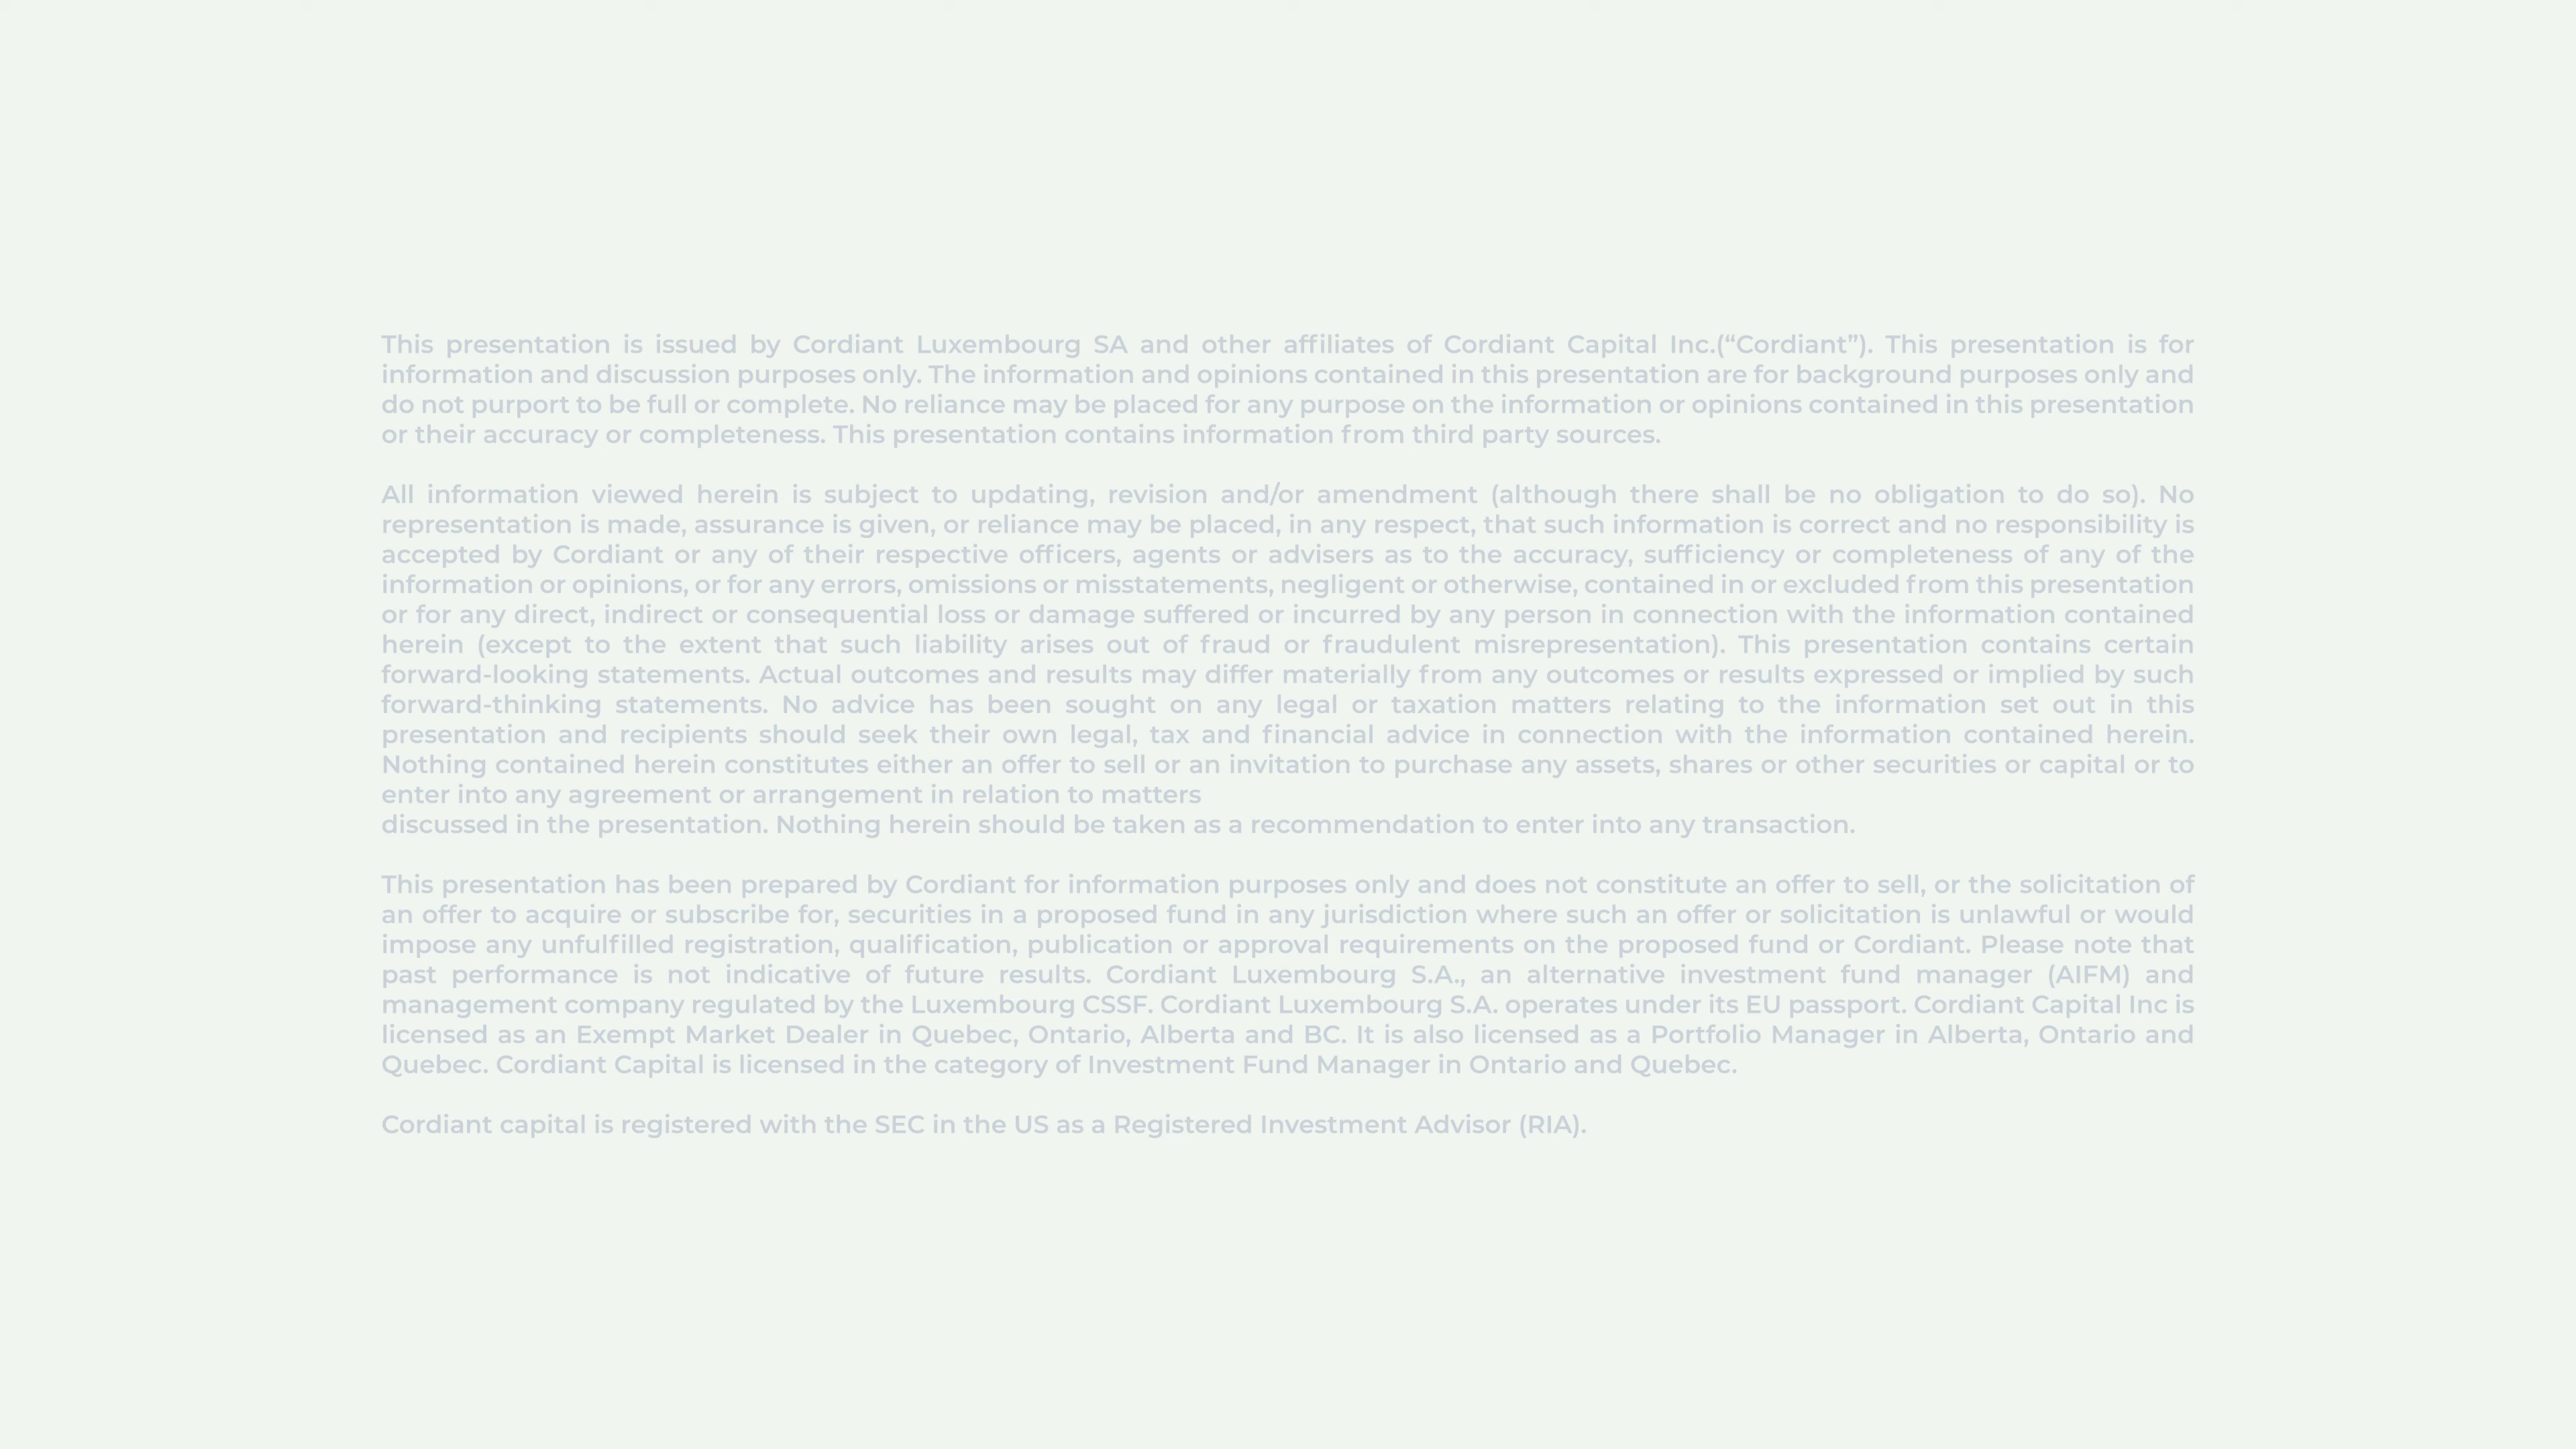 This presentation is issued by Cordiant Luxembourg SA and other affiliates of Cordiant Capital Inc.(“Cordiant”). This presentation is for
information and discussion purposes only. The information and opinions contained in this presentation are for background purposes only and
do not purport to be full or complete. No reliance may be placed for any purpose on the information or opinions contained in this presentation
or their accuracy or completeness. This presentation contains information from third party sources.
All information viewed herein is subject to updating, revision and/or amendment (although there shall be no obligation to do so). No
representation is made, assurance is given, or reliance may be placed, in any respect, that such information is correct and no responsibility is
accepted by Cordiant or any of their respective officers, agents or advisers as to the accuracy, sufficiency or completeness of any of the
information or opinions, or for any errors, omissions or misstatements, negligent or otherwise, contained in or excluded from this presentation
or for any direct, indirect or consequential loss or damage suffered or incurred by any person in connection with the information contained
herein (except to the extent that such liability arises out of fraud or fraudulent misrepresentation). This presentation contains certain
forward-looking statements. Actual outcomes and results may differ materially from any outcomes or results expressed or implied by such
forward-thinking statements. No advice has been sought on any legal or taxation matters relating to the information set out in this
presentation and recipients should seek their own legal, tax and financial advice in connection with the information contained herein.
Nothing contained herein constitutes either an offer to sell or an invitation to purchase any assets, shares or other securities or capital or to
enter into any agreement or arrangement in relation to matters
discussed in the presentation. Nothing herein should be taken as a recommendation to enter into any transaction.
This presentation has been prepared by Cordiant for information purposes only and does not constitute an offer to sell, or the solicitation of
an offer to acquire or subscribe for, securities in a proposed fund in any jurisdiction where such an offer or solicitation is unlawful or would
impose any unfulfilled registration, qualification, publication or approval requirements on the proposed fund or Cordiant. Please note that
past performance is not indicative of future results. Cordiant Luxembourg S.A., an alternative investment fund manager (AIFM) and
management company regulated by the Luxembourg CSSF. Cordiant Luxembourg S.A. operates under its EU passport. Cordiant Capital Inc is
licensed as an Exempt Market Dealer in Quebec, Ontario, Alberta and BC. It is also licensed as a Portfolio Manager in Alberta, Ontario and
Quebec. Cordiant Capital is licensed in the category of Investment Fund Manager in Ontario and Quebec.
Cordiant capital is registered with the SEC in the US as a Registered Investment Advisor (RIA).